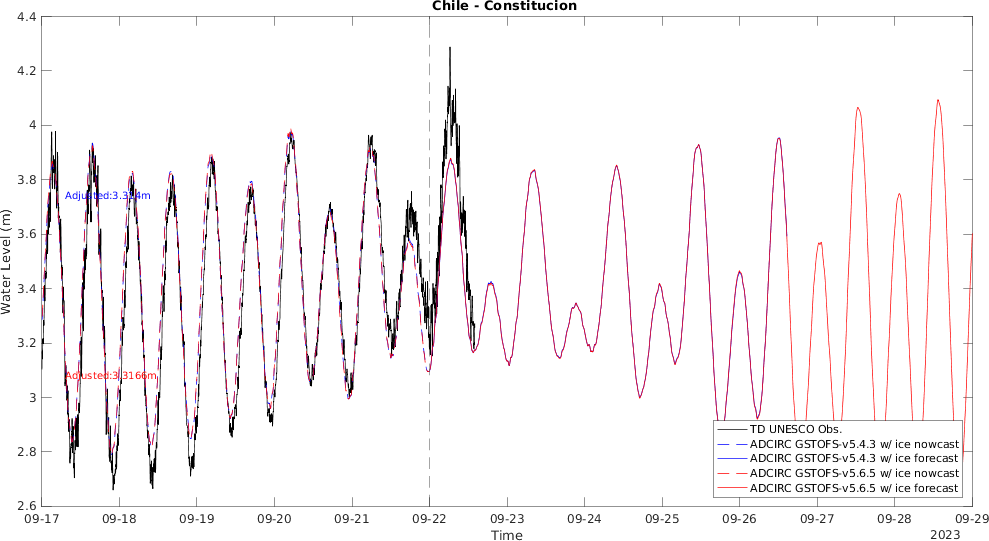 Chile - Constitucion
4.4
4.2
4
3.8
3.6
3.4
3.2
3
2.8
2.6
Water Level (m)
Adjusted:3.3166m
TD UNESCO Obs.
ADCIRC GSTOFS-v5.4.3 w/ ice nowcast
ADCIRC GSTOFS-v5.4.3 w/ ice forecast
ADCIRC GSTOFS-v5.6.5 w/ ice nowcast
ADCIRC GSTOFS-v5.6.5 w/ ice forecast
09-17 09-18 09-19 09-20 09-21 09-22 09-23 09-24 09-25 09-26 09-27 09-28 09-29
Time
2023